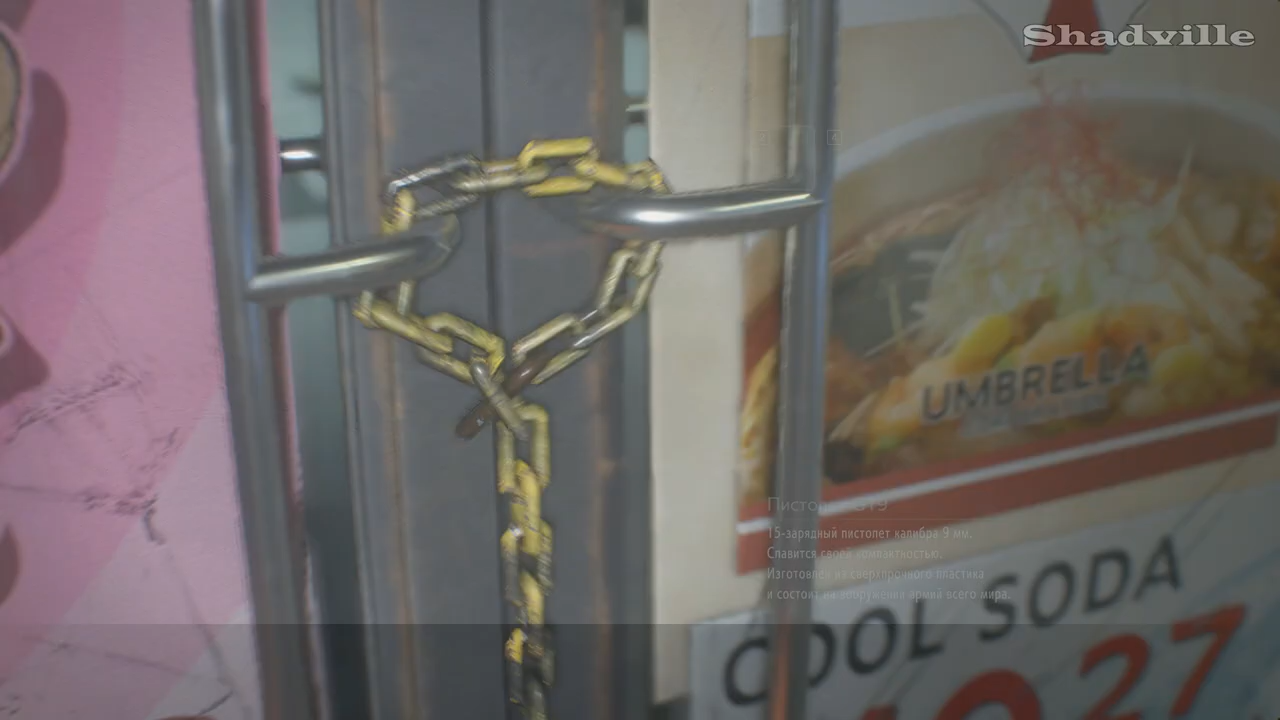 Shadville
UMBRELLA
15-зарядный пистолет калибра 9 мм.
Славится своей компактностью.
Изготовлен из сверхпрочного пластика
и состоит на вооружении армий всего мира.
COOL SODA
27